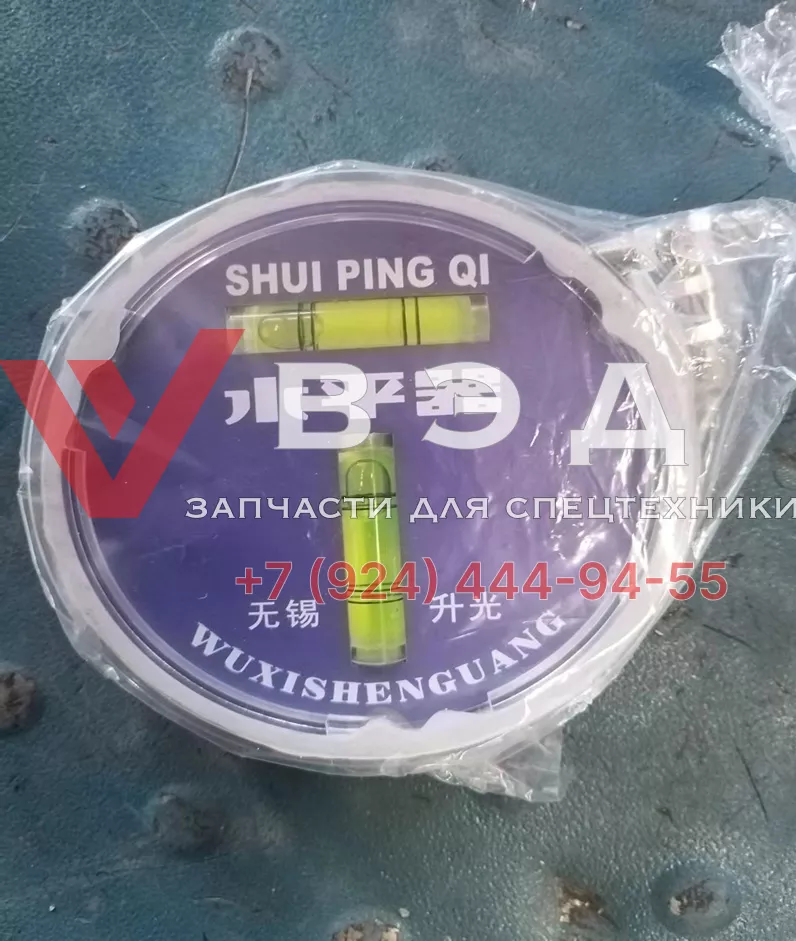 SHUI PING QI
水平器
ВЭД
ЗАПЧАСТИ ДЛЯ СПЕЦТЕХНИКИ
+7 (924) 444-94-55
无锡 升光
WUXISHENGUANG